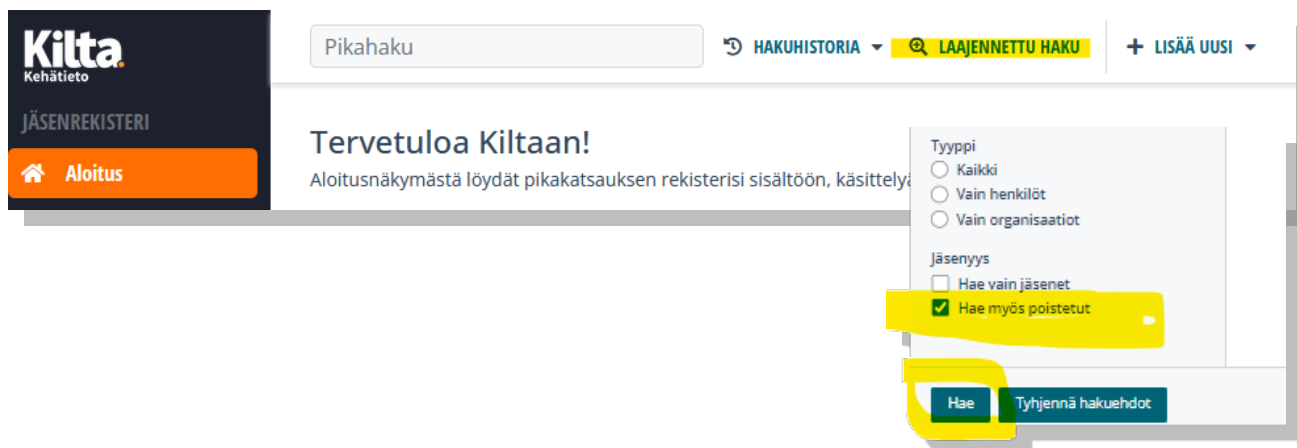 Kilta.
Kehätieto
JÄSENREKISTERI
Aloitus
Pikahaku
HAKUHISTORIA
LAAJENNETTU HAKU
LISÄÄ UUSI
Tervetuloa Kiltaan!
Aloitusnäkymästä löydät pikakatsauksen rekisterisi sisältöön, käsittelyä
Tyyppi
Kaikki
Vain henkilöt
Vain organisaatiot
Jäsenyys
Hae vain jäsenet
Hae myös poistetut
Hae
Tyhjennä hakuehdot